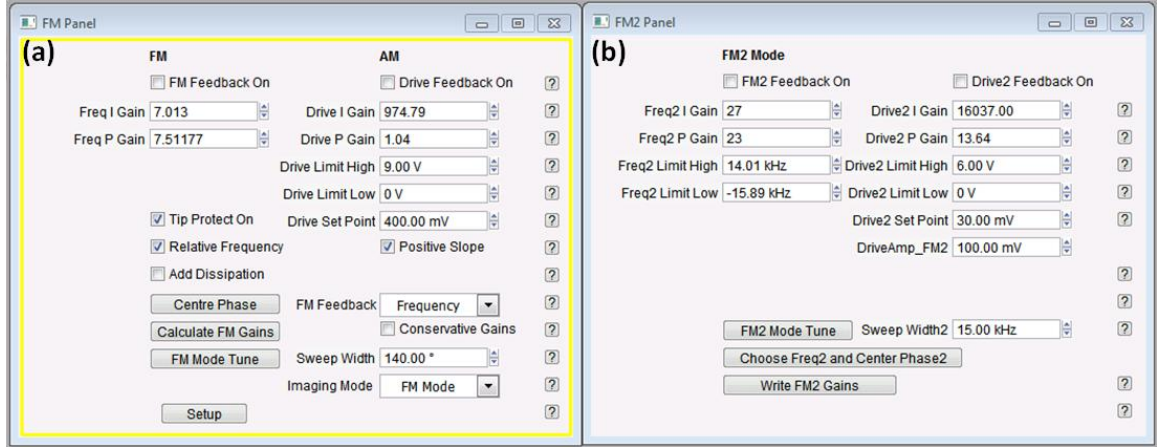 FM Panel
(a)
FM AM
FM Feedback On Drive Feedback On ?
Freq I Gain 7.013 Drive I Gain 974.79 ?
Freq P Gain 7.51177 Drive P Gain 1.04 ?
Drive Limit High 9.00 V ?
Drive Limit Low 0 V ?
Tip Protect On Drive Set Point 400.00 mV ?
Relative Frequency Positive Slope ?
Add Dissipation ?
Centre Phase FM Feedback Frequency ?
Calculate FM Gains Conservative Gains ?
FM Mode Tune Sweep Width 140.00 ° ?
Imaging Mode FM Mode ?
Setup ?
FM2 Panel
(b)
FM2 Mode
FM2 Feedback On Drive2 Feedback On
Freq2 I Gain 27 Drive2 I Gain 16037.00 ?
Freq2 P Gain 23 Drive2 P Gain 13.64 ?
Freq2 Limit High 14.01 kHz Drive2 Limit High 6.00 V ?
Freq2 Limit Low -15.89 kHz Drive2 Limit Low 0 V ?
Drive2 Set Point 30.00 mV ?
DriveAmp_FM2 100.00 mV
?
?
FM2 Mode Tune Sweep Width2 15.00 kHz ?
Choose Freq2 and Center Phase2
Write FM2 Gains ?
?